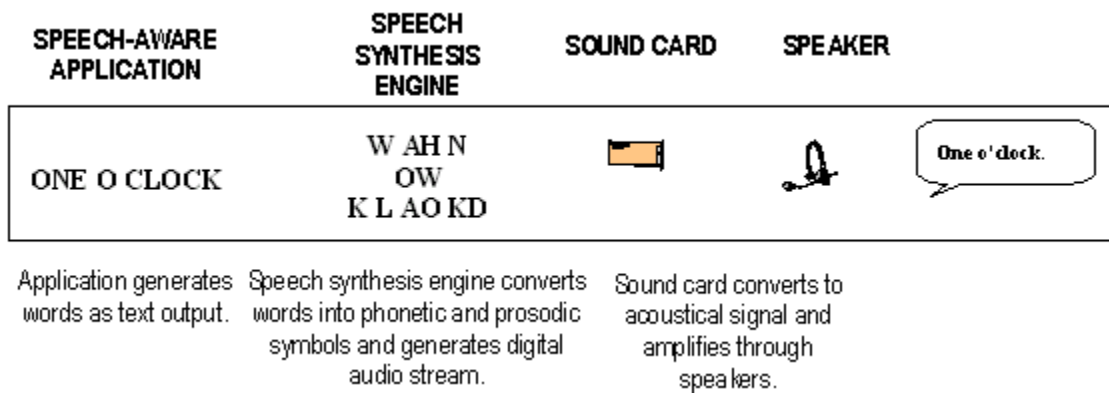 SPEECH-AWARE
APPLICATION
SPEECH
SYNTHESIS
ENGINE
SOUND CARD
SPEAKER
ONE O CLOCK
W AH N
OW
K L AO KD
One o'clock.
Application generates
words as text output.
Speech synthesis engine converts
words into phonetic and prosodic
symbols and generates digital
audio stream.
Sound card converts to
acoustical signal and
amplifies through
speakers.